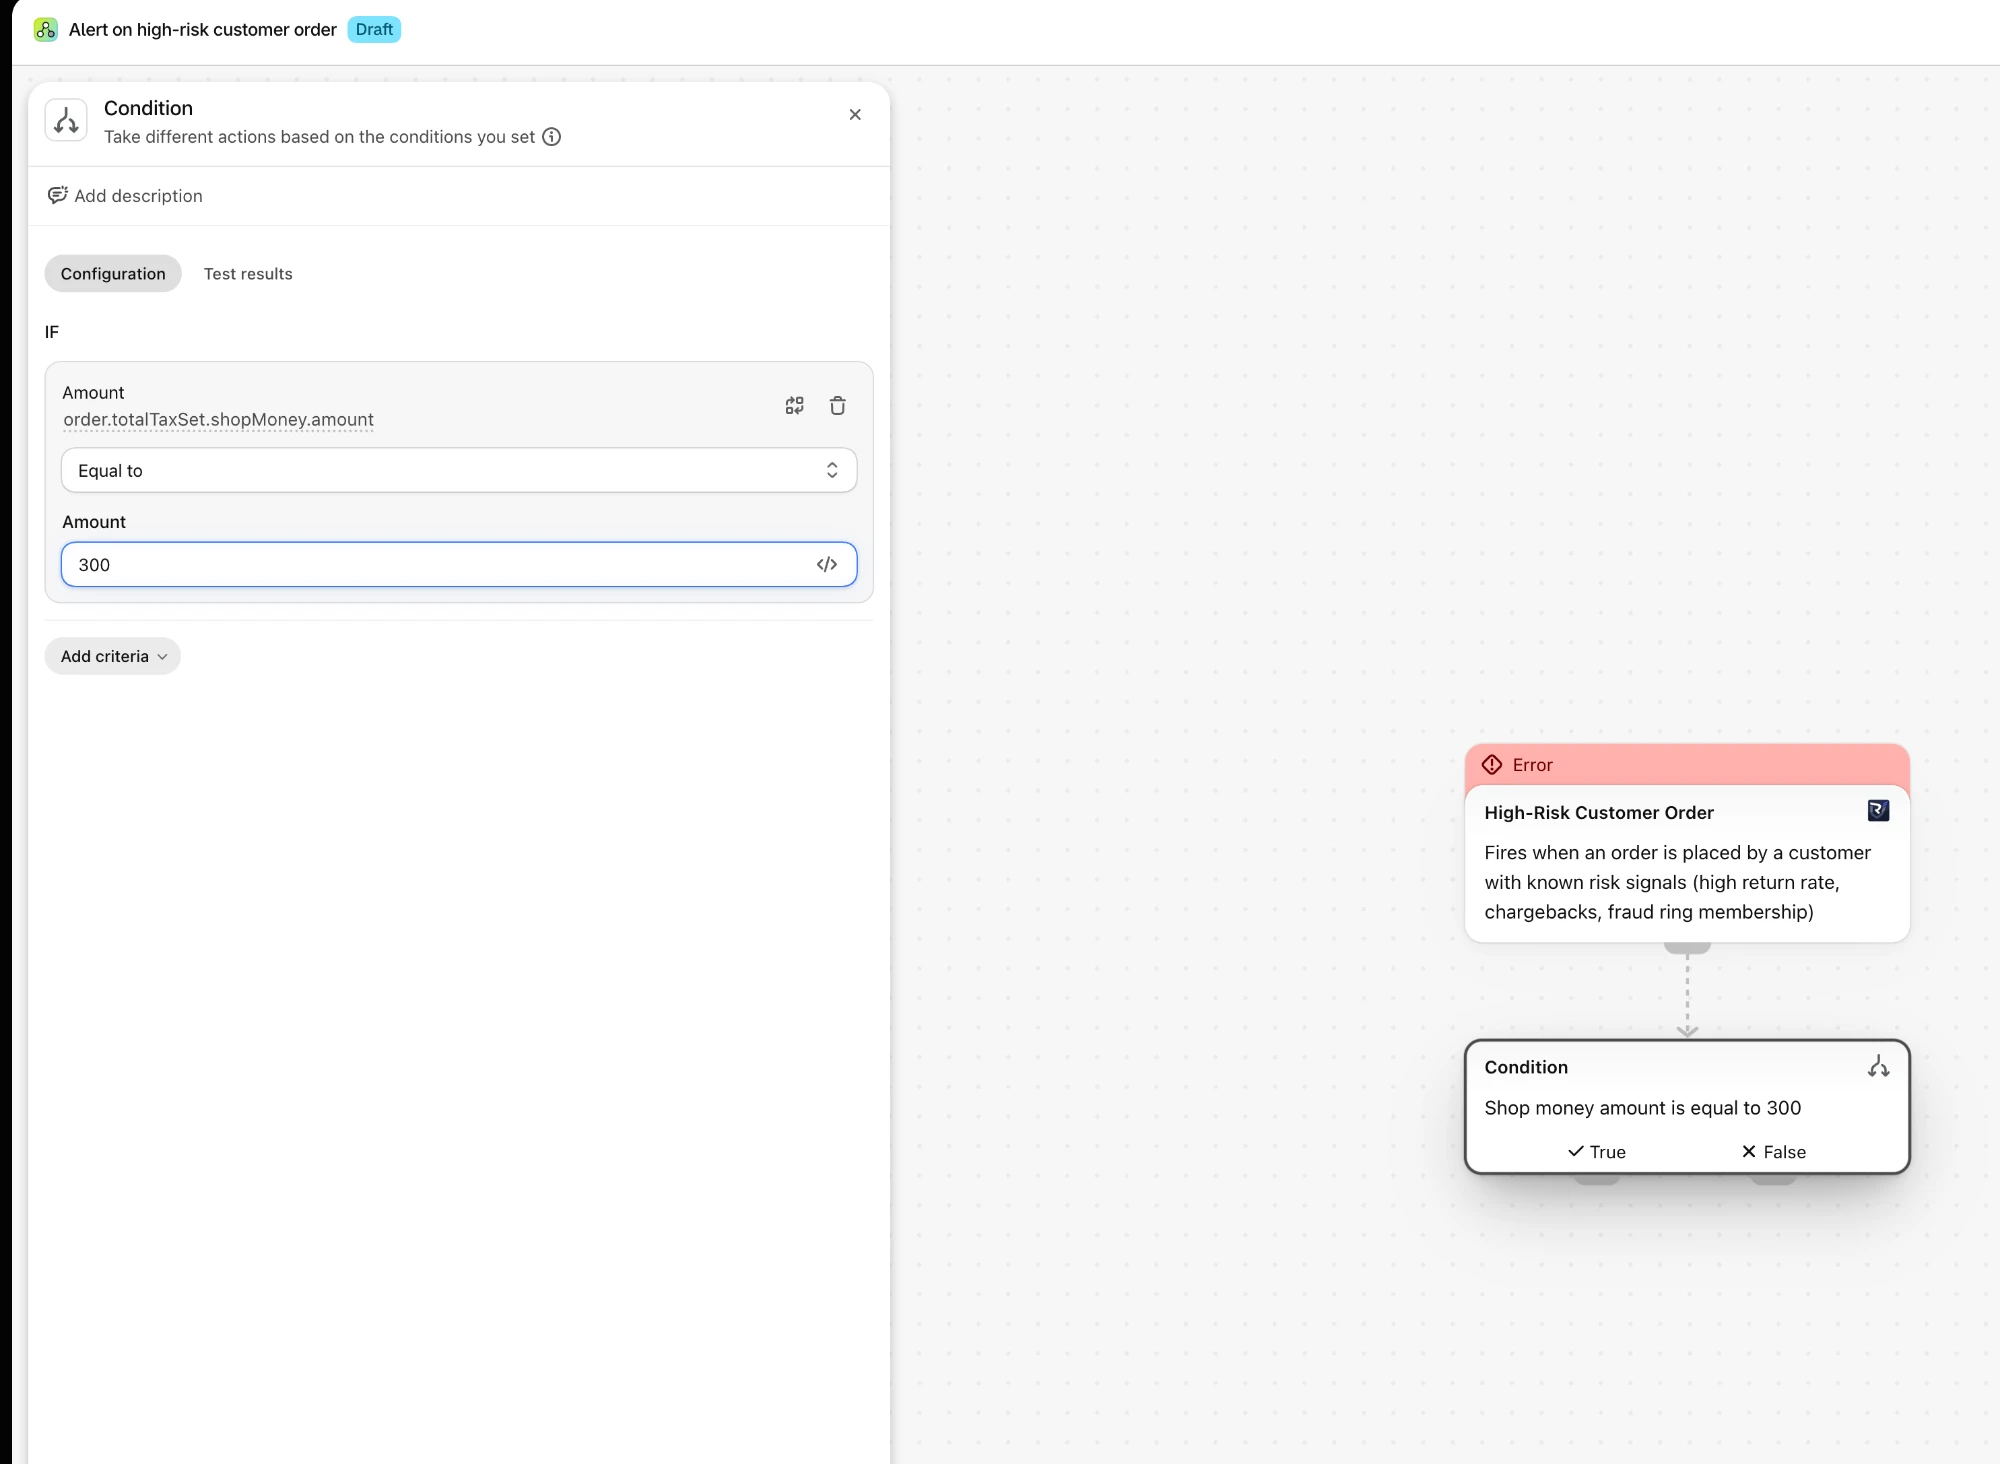 Alert on high-risk customer order Draft
Condition
Take different actions based on the conditions you set
Add description
Configuration Test results
IF
Amount
order.totalTaxSet.shopMoney.amount
Equal to
Amount
300
Add criteria
Error
High-Risk Customer Order
Fires when an order is placed by a customer
with known risk signals (high return rate,
chargebacks, fraud ring membership)
Condition
Shop money amount is equal to 300
True False